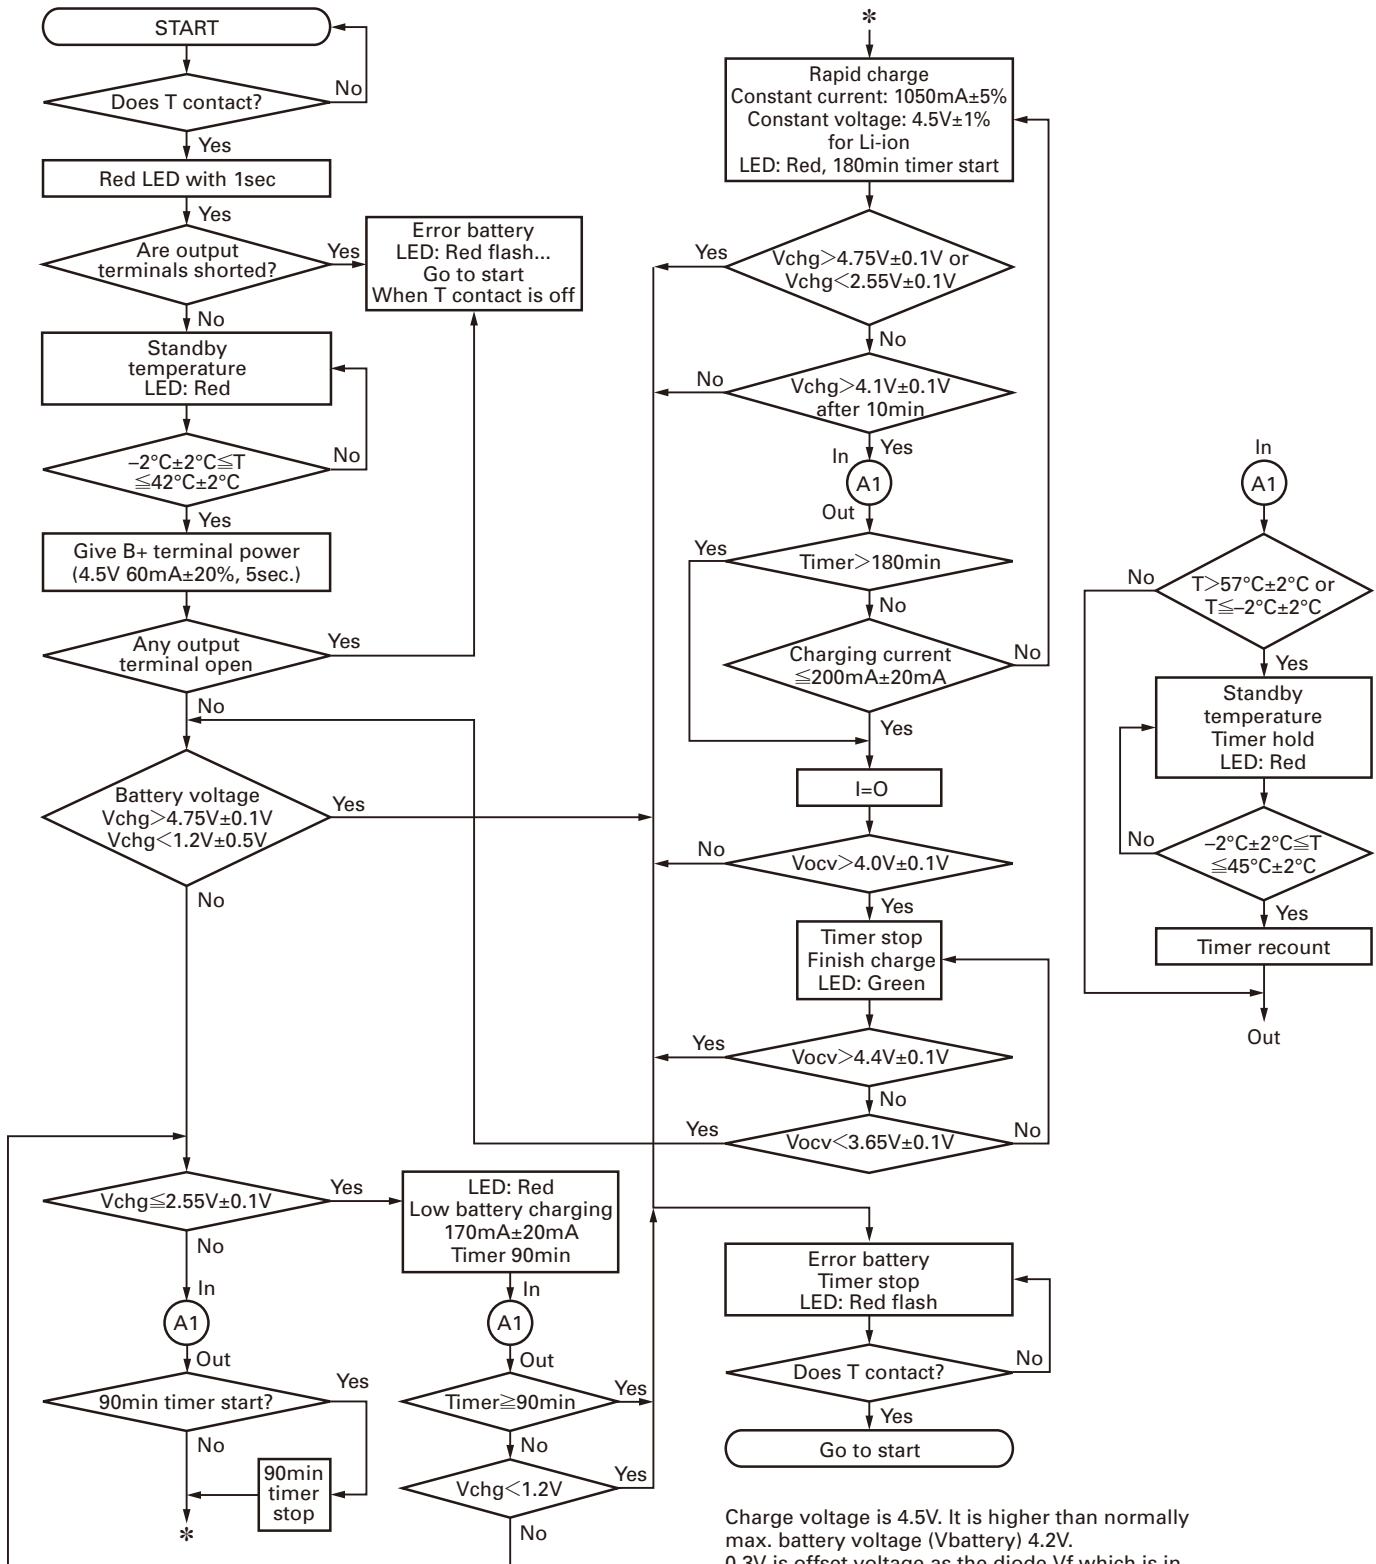 START
Does T contact?
No
Yes
Red LED with 1sec
Yes
Are output
terminals shorted?
Yes
Error battery
LED: Red flash...
Go to start
When T contact is off
No
Standby
temperature
LED: Red
–2°C±2°C≦T
≦42°C±2°C
No
Yes
Give B+ terminal power
(4.5V 60mA±20%, 5sec.)
Any output
terminal open
Yes
No
Battery voltage
Vchg>4.75V±0.1V
Vchg<1.2V±0.5V
Yes
No
Vchg≦2.55V±0.1V
Yes
No
In
A1
Out
90min timer start?
Yes
No
90min
timer
stop
*
LED: Red
Low battery charging
170mA±20mA
Timer 90min
In
A1
Out
Timer≧90min
Yes
No
Vchg<1.2V
Yes
No
*
Rapid charge
Constant current: 1050mA±5%
Constant voltage: 4.5V±1%
for Li-ion
LED: Red, 180min timer start
Yes
Vchg>4.75V±0.1V or
Vchg<2.55V±0.1V
No
No
Vchg>4.1V±0.1V
after 10min
Yes
In
A1
Out
Yes
Timer>180min
No
Charging current
≦200mA±20mA
No
Yes
I=O
No
Vocv>4.0V±0.1V
Yes
Timer stop
Finish charge
LED: Green
Yes
Vocv>4.4V±0.1V
No
Yes
Vocv<3.65V±0.1V
No
Error battery
Timer stop
LED: Red flash
Does T contact?
No
Yes
Go to start
In
A1
No
T>57°C±2°C or
T≦–2°C±2°C
Yes
Standby
temperature
Timer hold
LED: Red
No
–2°C±2°C≦T
≦45°C±2°C
Yes
Timer recount
Out
Charge voltage is 4.5V. It is higher than normally
max. battery voltage (Vbattery) 4.2V.
0.3V is offset voltage as the diode Vf which is in